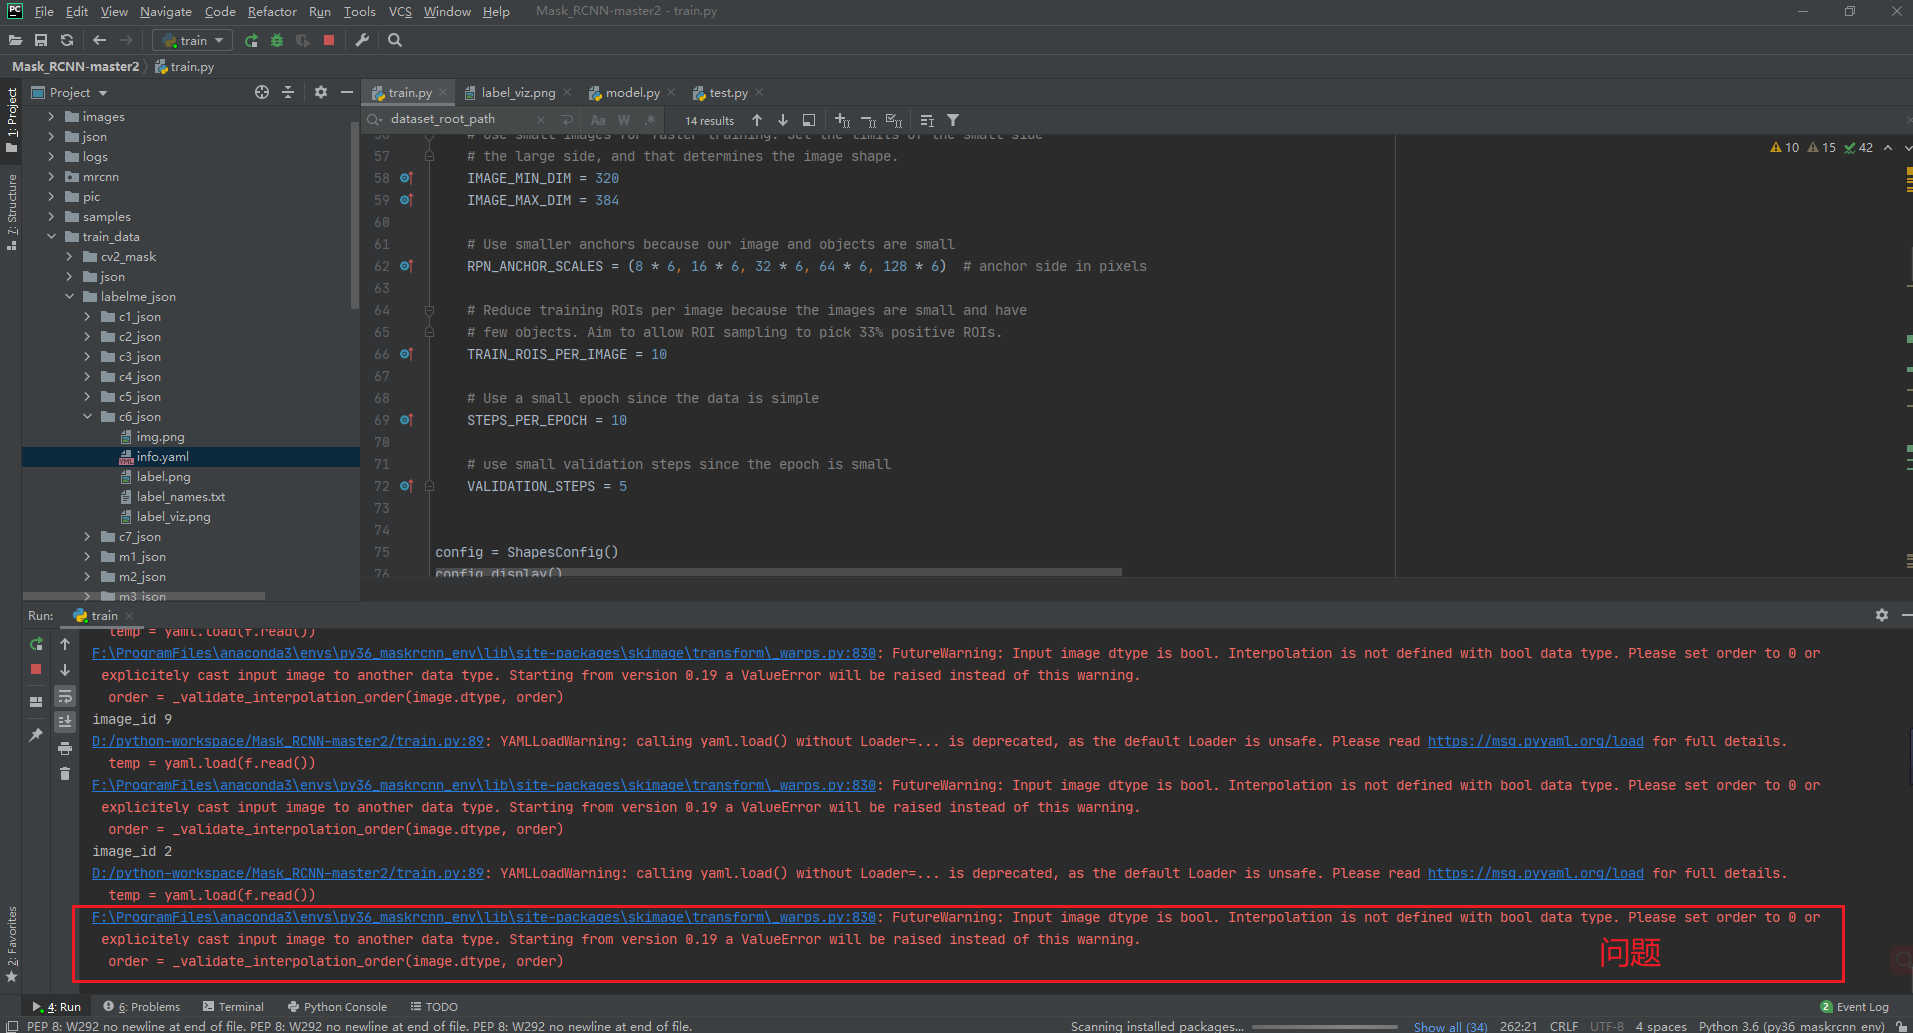 PC File Edit View Navigate Code Refactor Run Tools VCS Window Help Mask_RCNN-master2 - train.py
train
Mask_RCNN-master2 train.py
Project
train.py label_viz.png model.py test.py
images
json
logs
mrcnn
pic
samples
train_data
cv2_mask
json
labelme_json
c1_json
c2_json
c3_json
c4_json
c5_json
c6_json
img.png
info.yaml
label.png
label_names.txt
label_viz.png
c7_json
m1_json
m2_json
m3_json
1: Project
7: Structure
2: Favorites
dataset_root_path Aa W .* 14 results
10 15 42
56 # Use small images for faster training. Set the limits of the small side
57 # the large side, and that determines the image shape.
58 IMAGE_MIN_DIM = 320
59 IMAGE_MAX_DIM = 384
60
61 # Use smaller anchors because our image and objects are small
62 RPN_ANCHOR_SCALES = (8 * 6, 16 * 6, 32 * 6, 64 * 6, 128 * 6)  # anchor side in pixels
63
64 # Reduce training ROIs per image because the images are small and have
65 # few objects. Aim to allow ROI sampling to pick 33% positive ROIs.
66 TRAIN_ROIS_PER_IMAGE = 10
67
68 # Use a small epoch since the data is simple
69 STEPS_PER_EPOCH = 10
70
71 # use small validation steps since the epoch is small
72 VALIDATION_STEPS = 5
73
74
75 config = ShapesConfig()
76 config.display()
Run: train
temp = yaml.load(f.read())
F:\ProgramFiles\anaconda3\envs\py36_maskrcnn_env\lib\site-packages\skimage\transform\_warps.py:830: FutureWarning: Input image dtype is bool. Interpolation is not defined with bool data type. Please set order to 0 or
explicitely cast input image to another data type. Starting from version 0.19 a ValueError will be raised instead of this warning.
order = _validate_interpolation_order(image.dtype, order)
image_id 9
D:/python-workspace/Mask_RCNN-master2/train.py:89: YAMLLoadWarning: calling yaml.load() without Loader=... is deprecated, as the default Loader is unsafe. Please read https://msg.pyyaml.org/load for full details.
temp = yaml.load(f.read())
F:\ProgramFiles\anaconda3\envs\py36_maskrcnn_env\lib\site-packages\skimage\transform\_warps.py:830: FutureWarning: Input image dtype is bool. Interpolation is not defined with bool data type. Please set order to 0 or
explicitely cast input image to another data type. Starting from version 0.19 a ValueError will be raised instead of this warning.
order = _validate_interpolation_order(image.dtype, order)
image_id 2
D:/python-workspace/Mask_RCNN-master2/train.py:89: YAMLLoadWarning: calling yaml.load() without Loader=... is deprecated, as the default Loader is unsafe. Please read https://msg.pyyaml.org/load for full details.
temp = yaml.load(f.read())
F:\ProgramFiles\anaconda3\envs\py36_maskrcnn_env\lib\site-packages\skimage\transform\_warps.py:830: FutureWarning: Input image dtype is bool. Interpolation is not defined with bool data type. Please set order to 0 or
explicitely cast input image to another data type. Starting from version 0.19 a ValueError will be raised instead of this warning.
order = _validate_interpolation_order(image.dtype, order)
问题
4: Run 6: Problems Terminal Python Console TODO 2 Event Log
PEP 8: W292 no newline at end of file. PEP 8: W292 no newline at end of file. PEP 8: W292 no newline at end of file. Scanning installed packages... Show all (34) 262:21 CRLF UTF-8 4 spaces Python 3.6 (py36 maskrcnn env)